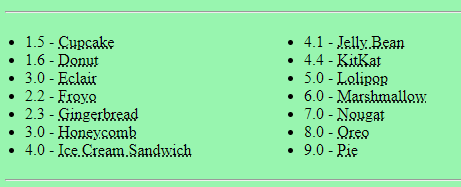 1.5 - Cupcake
1.6 - Donut
3.0 - Eclair
2.2 - Froyo
2.3 - Gingerbread
3.0 - Honeycomb
4.0 - Ice Cream Sandwich
4.1 - Jelly Bean
4.4 - KitKat
5.0 - Lolipop
6.0 - Marshmallow
7.0 - Nougat
8.0 - Oreo
9.0 - Pie